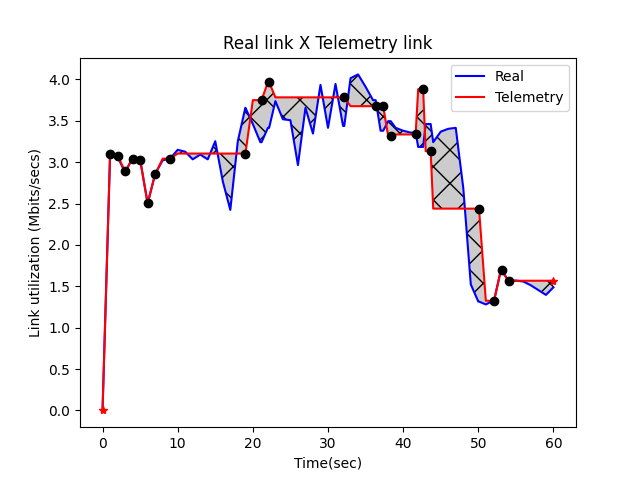 Real link X Telemetry link
Real
Telemetry
Link utilization (Mbits/secs)
4.0
3.5
3.0
2.5
2.0
1.5
1.0
0.5
0.0
0 10 20 30 40 50 60
Time(sec)